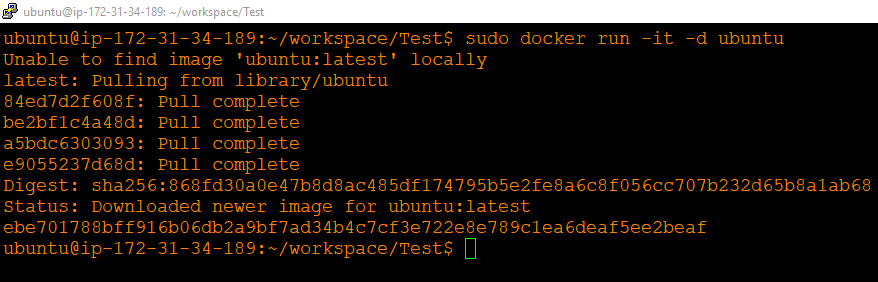 ubuntu@ip-172-31-34-189: ~/workspace/Test
ubuntu@ip-172-31-34-189:~/workspace/Test$ sudo docker run -it -d ubuntu
Unable to find image 'ubuntu:latest' locally
latest: Pulling from library/ubuntu
84ed7d2f608f: Pull complete
be2bf1c4a48d: Pull complete
a5bdc6303093: Pull complete
e9055237d68d: Pull complete
Digest: sha256:868fd30a0e47b8d8ac485df174795b5e2fe8a6c8f056cc707b232d65b8a1ab68
Status: Downloaded newer image for ubuntu:latest
ebe701788bff916b06db2a9bf7ad34b4c7cf3e722e8e789c1ea6deaf5ee2beaf
ubuntu@ip-172-31-34-189:~/workspace/Test$